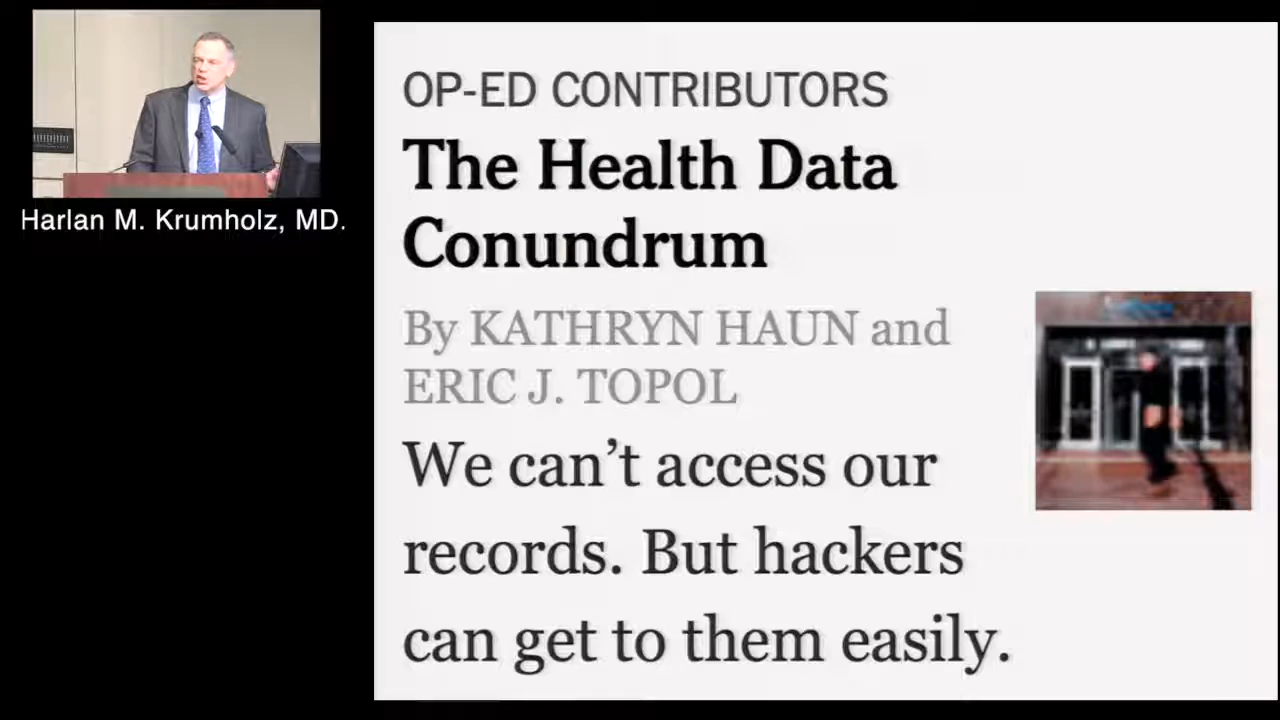 Harlan M. Krumholz, MD.
OP-ED CONTRIBUTORS
The Health Data
Conundrum
By KATHRYN HAUN and
ERIC J. TOPOL
We can’t access our
records. But hackers
can get to them easily.